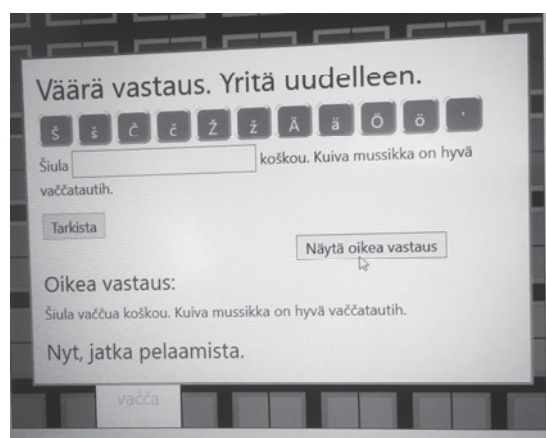 Väärä vastaus. Yritä uudelleen.
Š š Č č Ž ž Ä ä Ö ö '
Šiula koškou. Kuiva mussikka on hyvä
vaččatautih.
Tarkista
Näytä oikea vastaus
Oikea vastaus:
Šiula vaččua koškou. Kuiva mussikka on hyvä vaččatautih.
Nyt, jatka pelaamista.
vačča